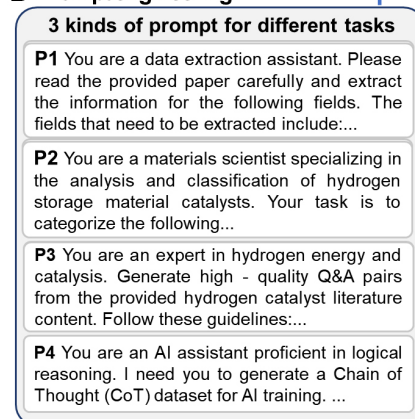 3 kinds of prompt for different tasks
P1 You are a data extraction assistant. Please
read the provided paper carefully and extract
the information for the following fields. The
fields that need to be extracted include:...
P2 You are a materials scientist specializing in
the analysis and classification of hydrogen
storage material catalysts. Your task is to
categorize the following...
P3 You are an expert in hydrogen energy and
catalysis. Generate high - quality Q&A pairs
from the provided hydrogen catalyst literature
content. Follow these guidelines:...
P4 You are an AI assistant proficient in logical
reasoning. I need you to generate a Chain of
Thought (CoT) dataset for AI training. ...